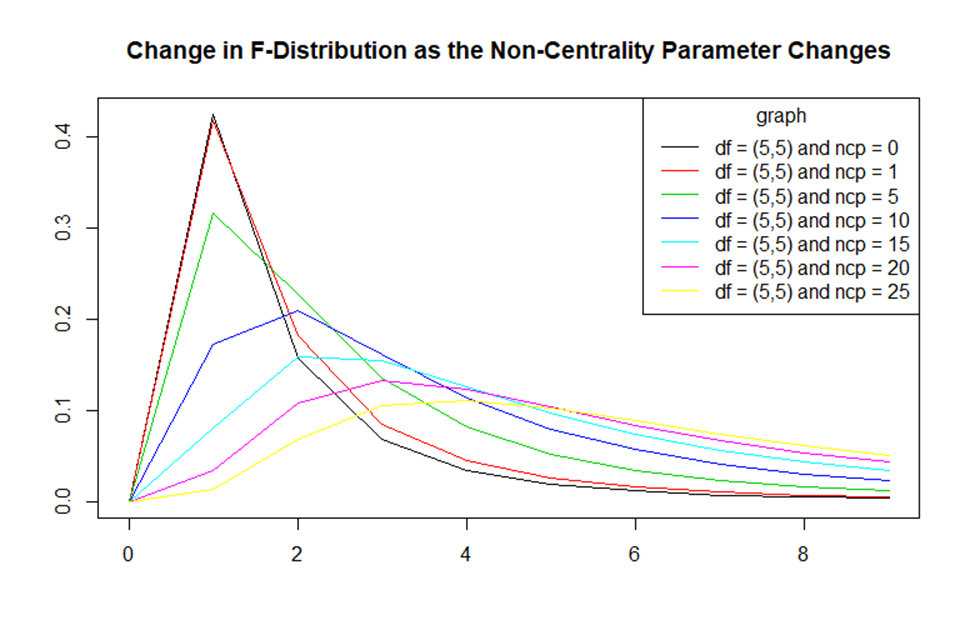 Change in F-Distribution as the Non-Centrality Parameter Changes
graph
df = (5,5) and ncp = 0
df = (5,5) and ncp = 1
df = (5,5) and ncp = 5
df = (5,5) and ncp = 10
df = (5,5) and ncp = 15
df = (5,5) and ncp = 20
df = (5,5) and ncp = 25
0.4
0.3
0.2
0.1
0.0
0 2 4 6 8